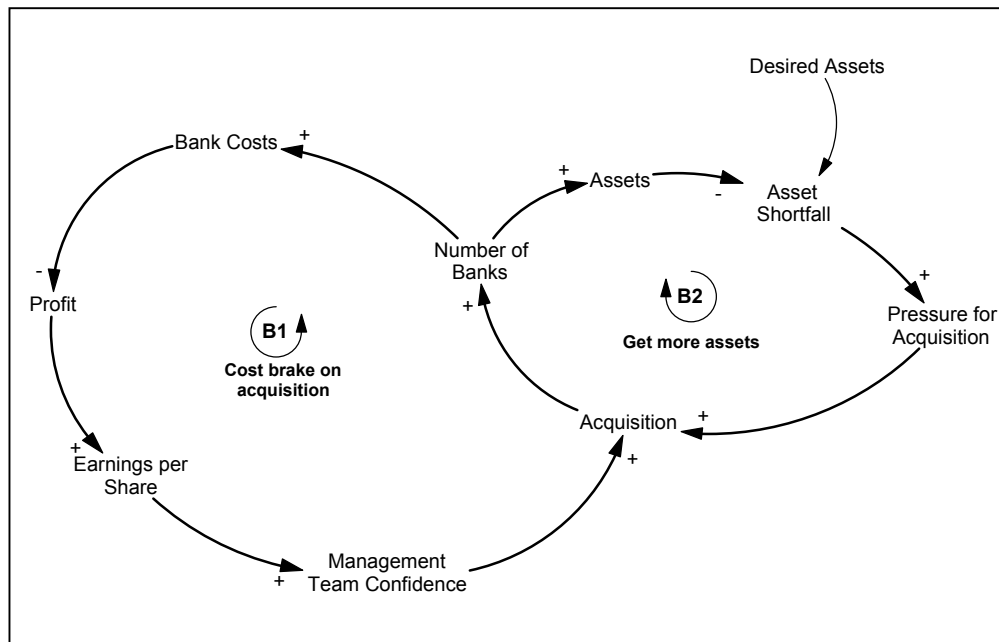 Desired Assets
Bank Costs
+
+
Assets
-
Asset
Shortfall
Number of
Banks
+
+
-
Profit
B1
Cost brake on
acquisition
B2
Get more assets
Pressure for
Acquisition
Acquisition
+
+
+
Earnings per
Share
Management
Team Confidence
+